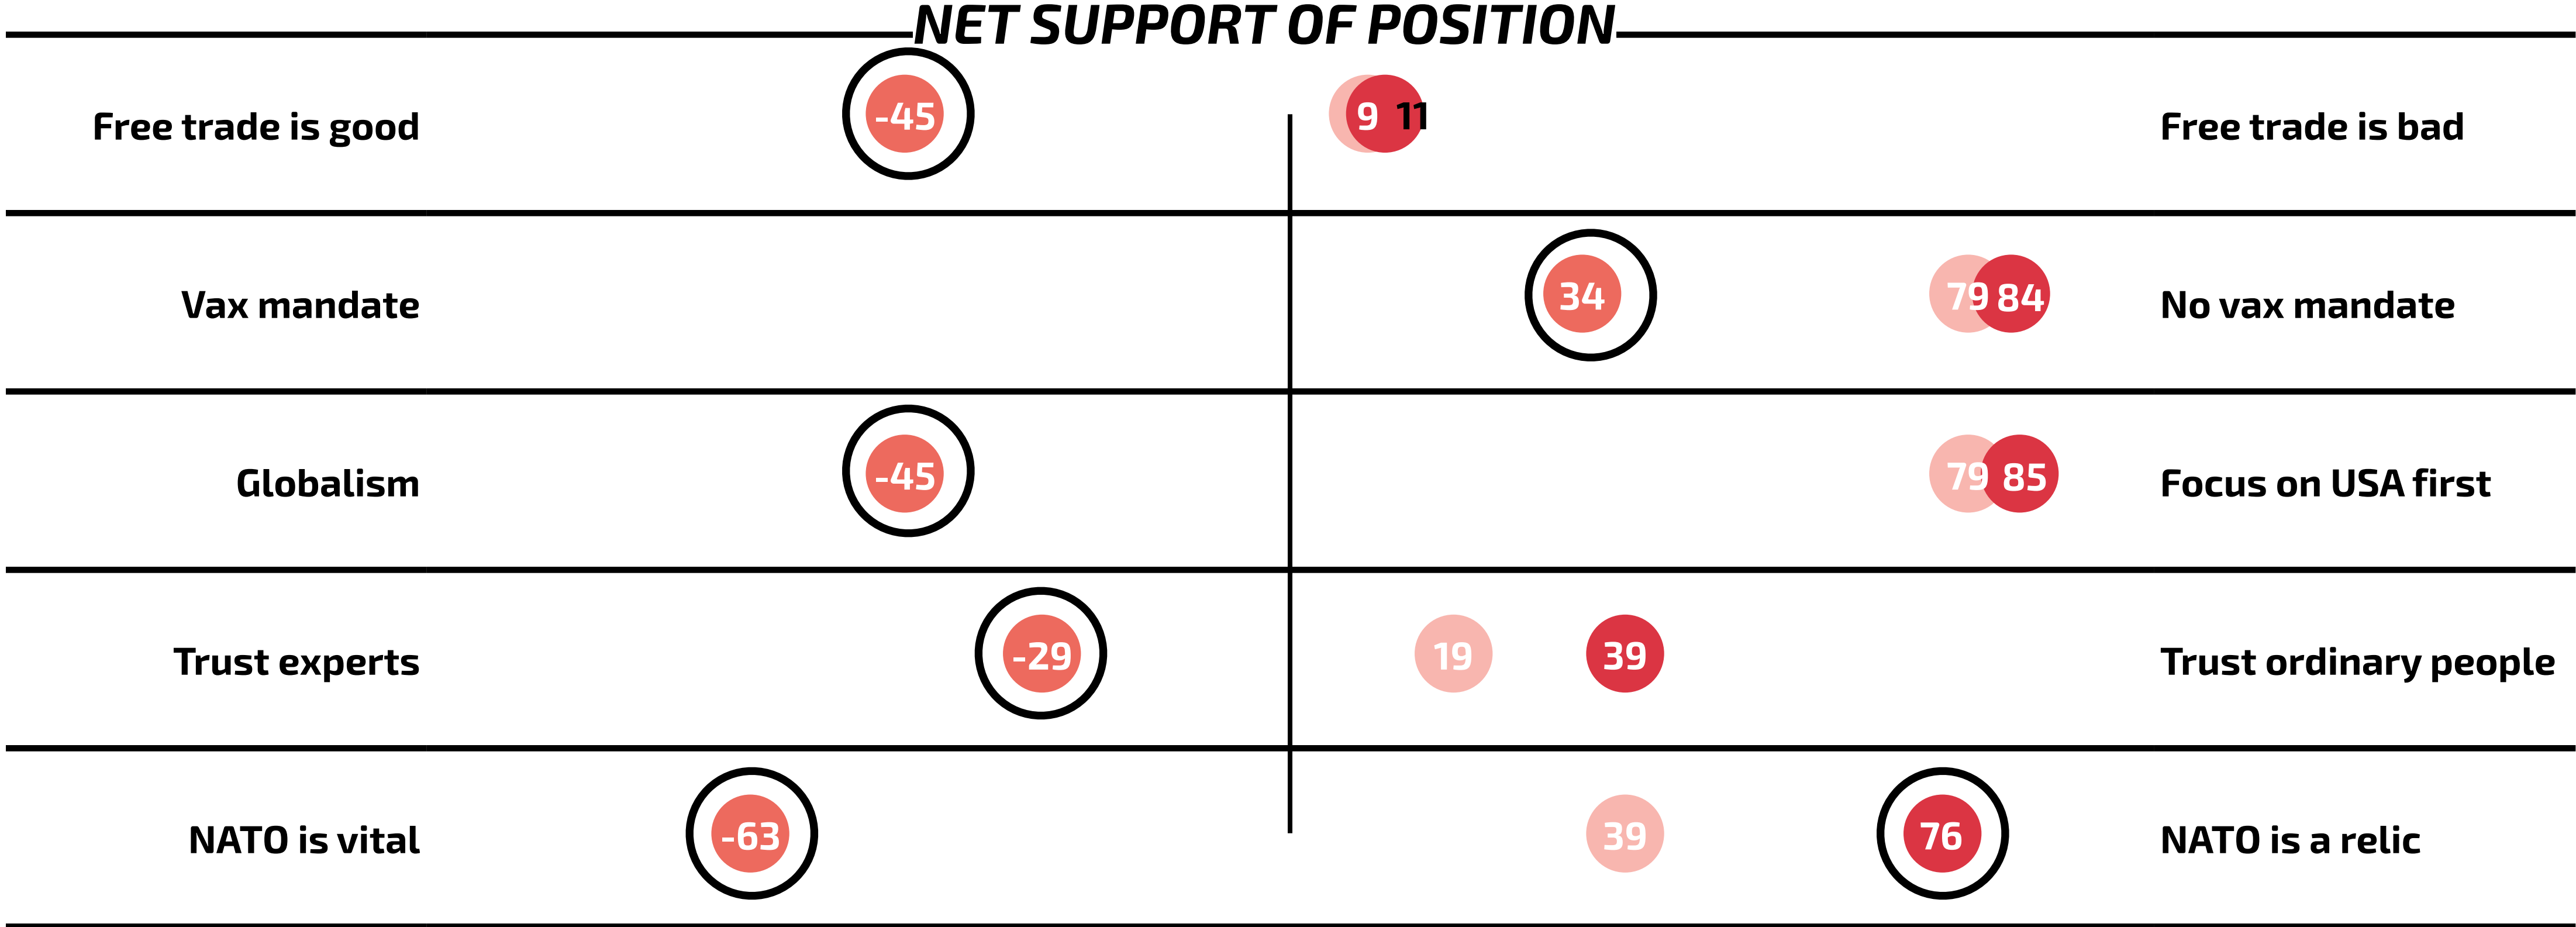 NET SUPPORT OF POSITION
Free trade is good -45 9 11 Free trade is bad
Vax mandate 34 79 84 No vax mandate
Globalism -45 79 85 Focus on USA first
Trust experts -29 19 39 Trust ordinary people
NATO is vital -63 39 76 NATO is a relic